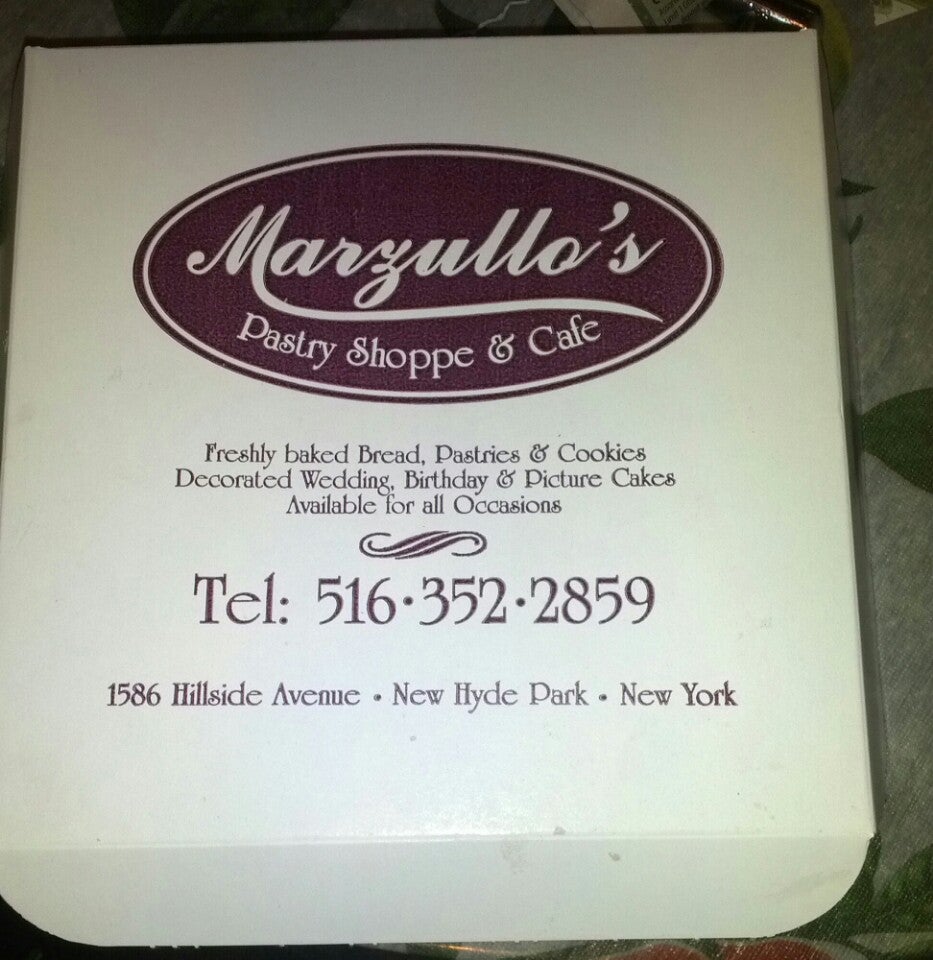 Marzullo's
Pastry Shoppe & Cafe
Freshly baked Bread, Pastries & Cookies
Decorated Wedding, Birthday & Picture Cakes
Available for all Occasions
Tel: 516·352·2859
1586 Hillside Avenue • New Hyde Park • New York